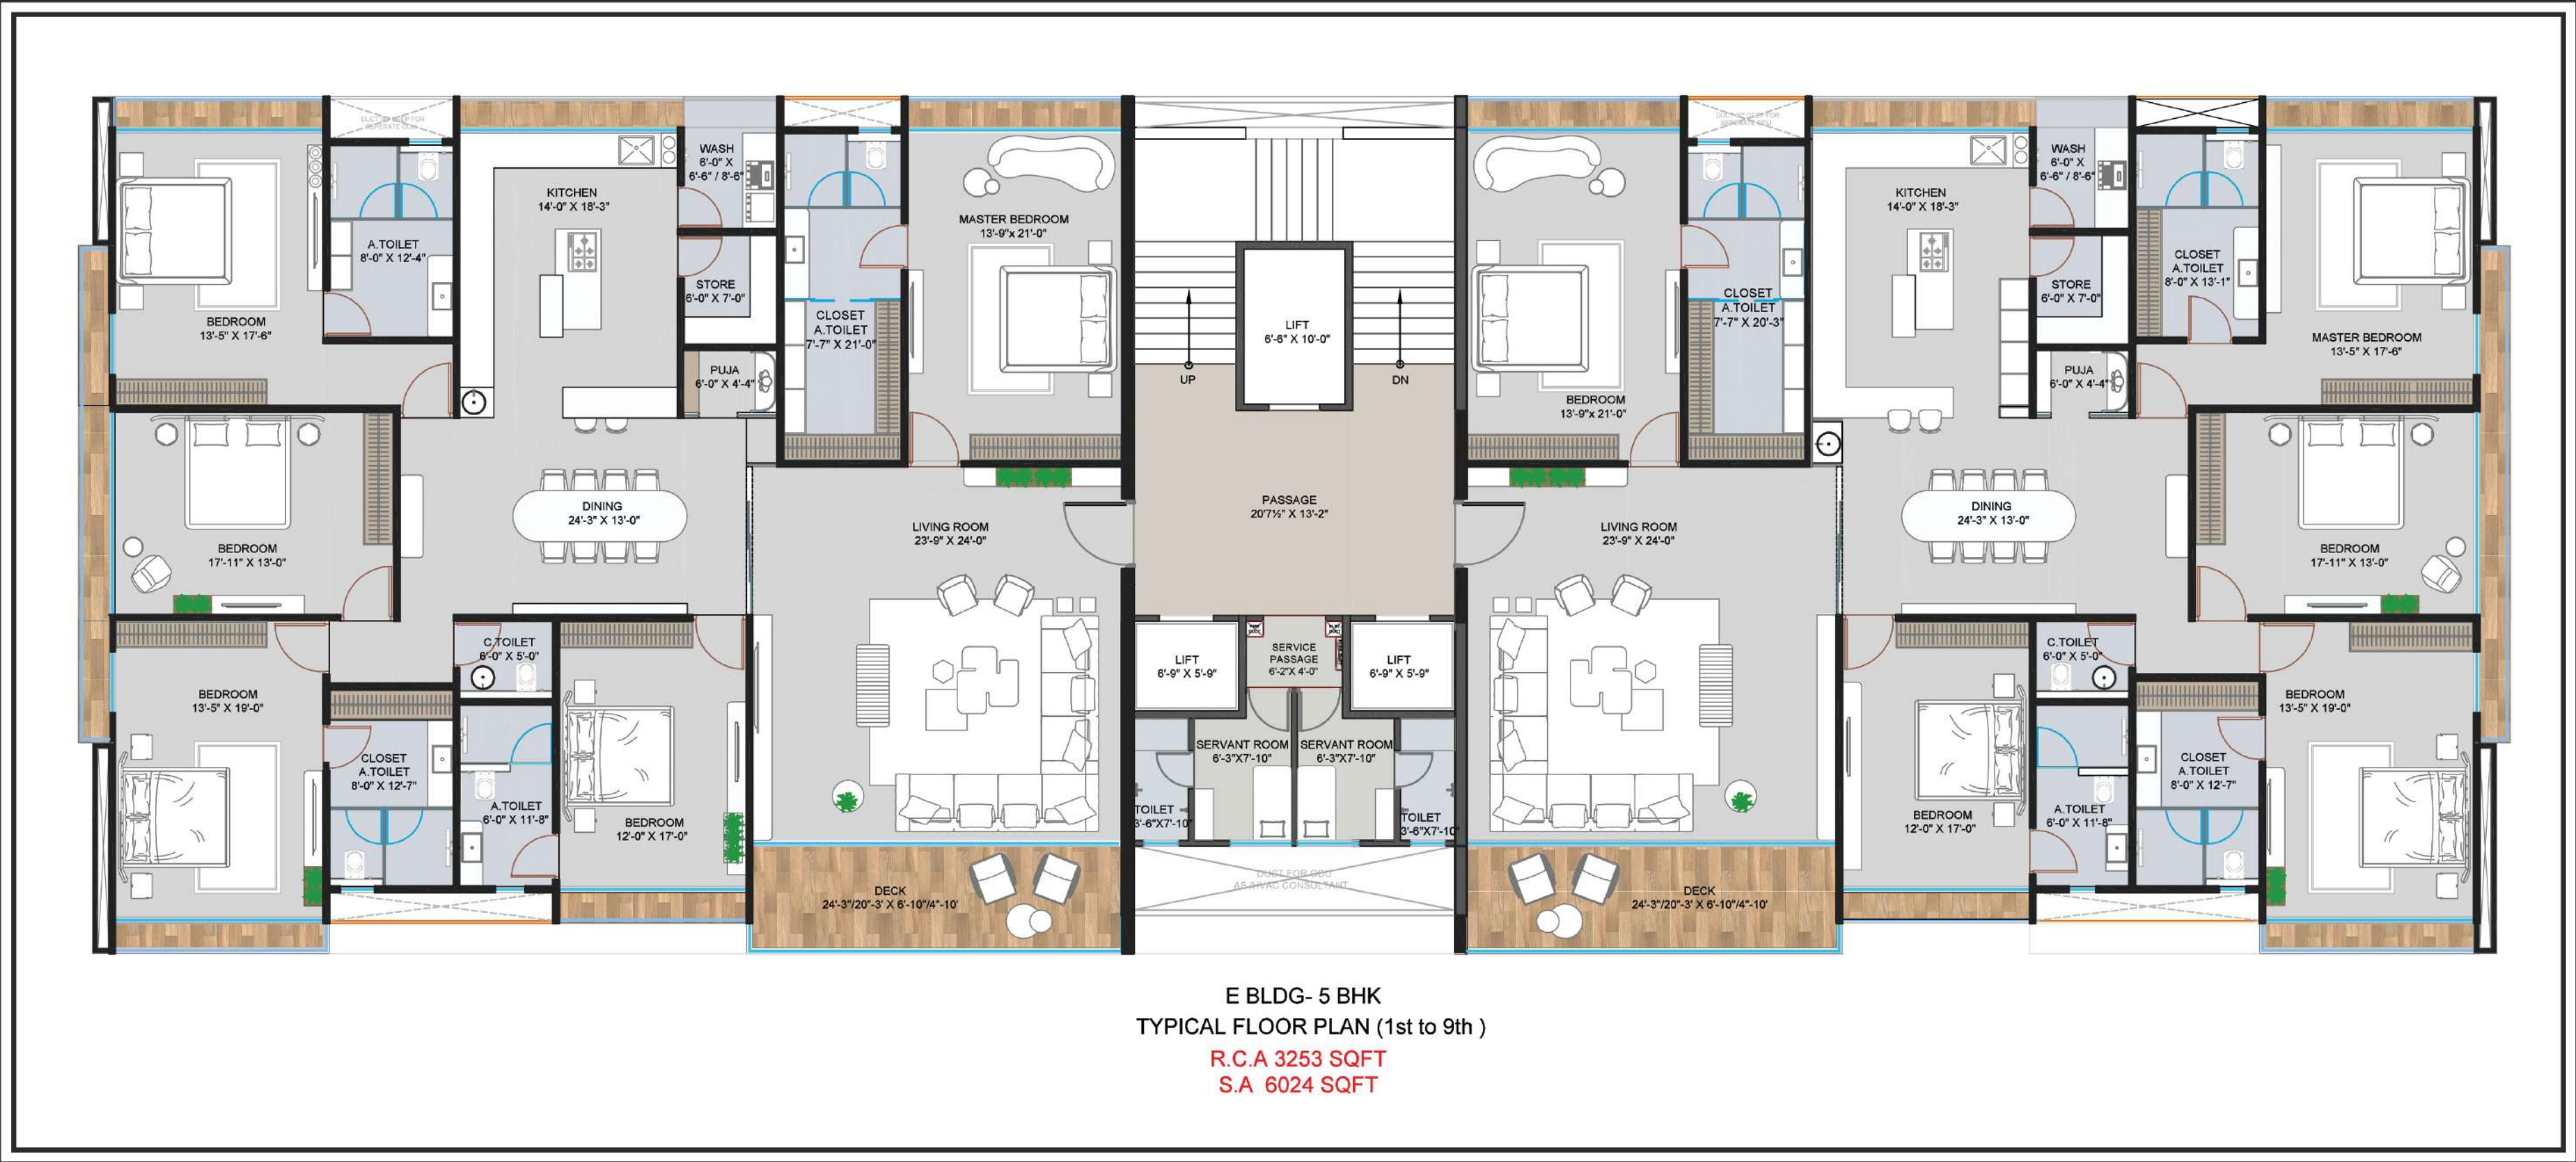 DUCT 3'0" DEEP FOR
SEPERATE ODU
KITCHEN
14'-0" X 18'-3"
WASH
6'-0" X
6'-6" / 8'-6"
A.TOILET
8'-0" X 12'-4"
BEDROOM
13'-5" X 17'-6"
STORE
6'-0" X 7'-0"
PUJA
6'-0" X 4'-4"
CLOSET
A.TOILET
7'-7" X 21'-0"
MASTER BEDROOM
13'-9"x 21'-0"
BEDROOM
17'-11" X 13'-0"
DINING
24'-3" X 13'-0"
LIVING ROOM
23'-9" X 24'-0"
C.TOILET
6'-0" X 5'-0"
BEDROOM
13'-5" X 19'-0"
CLOSET
A.TOILET
8'-0" X 12'-7"
A.TOILET
6'-0" X 11'-8"
BEDROOM
12'-0" X 17'-0"
DECK
24'-3"/20"-3' X 6'-10"/4"-10'
LIFT
6'-6" X 10'-0"
UP
DN
PASSAGE
20'7½" X 13'-2"
LIFT
6'-9" X 5'-9"
SERVICE
PASSAGE
6'-2"X 4'-0"
LIFT
6'-9" X 5'-9"
SERVANT ROOM
6'-3"X7'-10"
SERVANT ROOM
6'-3"X7'-10"
TOILET
3'-6"X7'-10"
TOILET
3'-6"X7'-10"
DUCT FOR ODU
AS /HVAC CONSULTANT
BEDROOM
13'-9"x 21'-0"
CLOSET
A.TOILET
7'-7" X 20'-3"
KITCHEN
14'-0" X 18'-3"
WASH
6'-0" X
6'-6" / 8'-6"
STORE
6'-0" X 7'-0"
PUJA
6'-0" X 4'-4"
CLOSET
A.TOILET
8'-0" X 13'-1"
MASTER BEDROOM
13'-5" X 17'-6"
LIVING ROOM
23'-9" X 24'-0"
DINING
24'-3" X 13'-0"
BEDROOM
17'-11" X 13'-0"
C.TOILET
6'-0" X 5'-0"
BEDROOM
13'-5" X 19'-0"
CLOSET
A.TOILET
8'-0" X 12'-7"
A.TOILET
6'-0" X 11'-8"
BEDROOM
12'-0" X 17'-0"
DECK
24'-3"/20"-3' X 6'-10"/4"-10'
E BLDG- 5 BHK
TYPICAL FLOOR PLAN (1st to 9th )
R.C.A 3253 SQFT
S.A 6024 SQFT